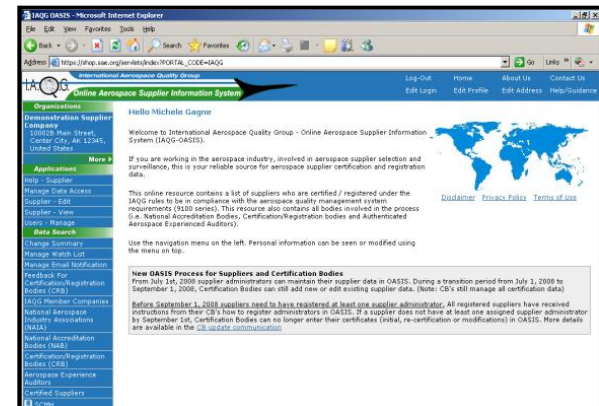 IAQG OASIS - Microsoft Internet Explorer
File Edit View Favorites Tools Help
Back Search Favorites
Address https://shop.sae.org/servlets/index?PORTAL_CODE=IAQG Go Links
International Aerospace Quality Group
I.A.Q.G.
Online Aerospace Supplier Information System
Log-Out Home About Us Contact Us
Edit Login Edit Profile Edit Address Help/Guidance
Organizations
Demonstration Supplier
Company
10002B Main Street,
Center City, AK 12345,
United States
More
Applications
Help - Supplier
Manage Data Access
Supplier - Edit
Supplier - View
Users - Manage
Data Search
Change Summary
Manage Watch List
Manage Email Notification
Feedback For
Certification/Registration
Bodies (CRB)
IAQG Member Companies
National Aerospace
Industry Associations
(NAIA)
National Accreditation
Bodies (NAB)
Certification/Registration
Bodies (CRB)
Aerospace Experience
Auditors
Certified Suppliers
SCMH
Hello Michele Gagne
Welcome to International Aerospace Quality Group - Online Aerospace Supplier Information
System (IAQG-OASIS).
If you are working in the aerospace industry, involved in aerospace supplier selection and
surveillance, this is your reliable source for aerospace supplier certification and registration
data.
This online resource contains a list of suppliers who are certified / registered under the
IAQG rules to be in compliance with the aerospace quality management system
requirements (9100 series). This resource also contains all bodies involved in the process
(i.e. National Accreditation Bodies, Certification/Registration bodies and Authenticated
Aerospace Experienced Auditors).
Use the navigation menu on the left. Personal information can be seen or modified using
the menu on top.
Disclaimer Privacy Policy Terms of Use
New OASIS Process for Suppliers and Certification Bodies
From July 1st, 2008 supplier administrators can maintain their supplier data in OASIS. During a transition period from July 1, 2008 to
September 1, 2008, Certification Bodies can still add new or edit existing supplier data. (Note: CB's still manage all certification data)
Before September 1, 2008 suppliers need to have registered at least one supplier administrator. All registered suppliers have received
instructions from their CB's how to register administrators in OASIS. If a supplier does not have at least one assigned supplier administrator
by September 1st, Certification Bodies can no longer enter their certificates (initial, re-certification or modifications) in OASIS. More details
are available in the CB update communication